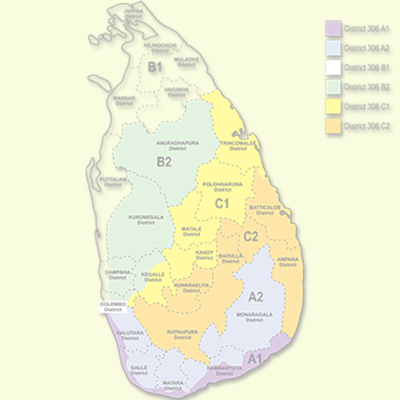 JAFFNA
District
KILINOCHCHI
District
MULATIVE
District
B1
VAVUNIYA
District
MANNAR
District
TRINCOMALEE
District
ANURADHAPURA
District
B2
PUTTALAM
District
POLONNARUWA
District
C1
BATTICALOE
District
KURUNEGALA
District
MATALE
District
C2
KANDY
District
BADULLA
District
AMPARA
District
GAMPAHA
District
KEGALLE
District
NUWARAELIYA
District
A2
COLOMBO
District
MONARAGALA
District
KALUTARA
District
RATNAPURA
District
A1
GALLE
District
HAMBANTOTA
District
MATARA
District
District 306 A1
District 306 A2
District 306 B1
District 306 B2
District 306 C1
District 306 C2